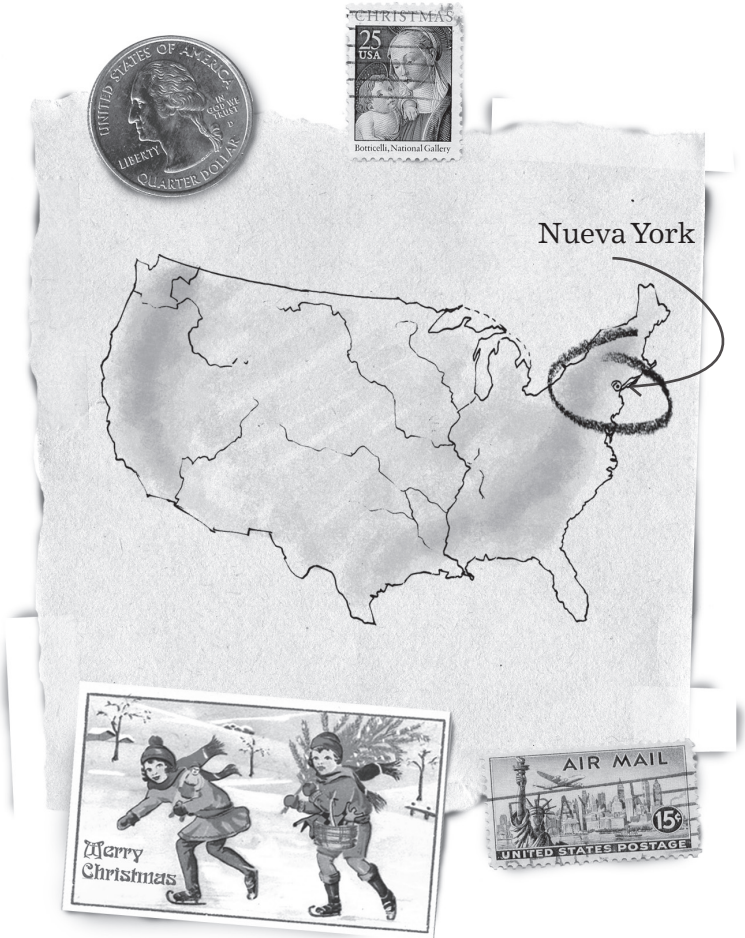 UNITED STATES OF AMERICA
IN
GOD WE
TRUST
D
LIBERTY
QUARTER DOLLAR
CHRISTMAS
25
USA
Botticelli, National Gallery
Nueva York
Merry
Christmas
AIR MAIL
15¢
UNITED STATES POSTAGE